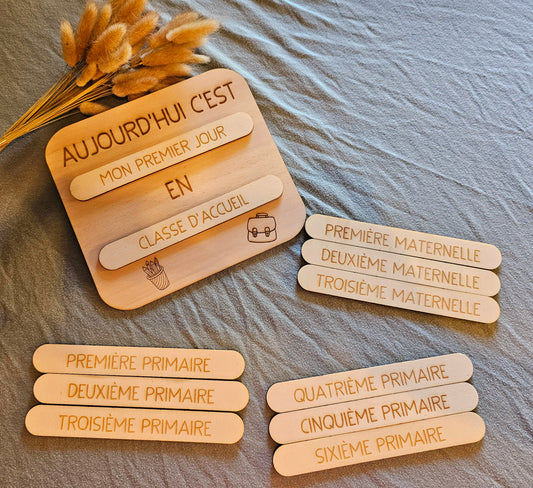 AUJOURD'HUI C'EST
MON PREMIER JOUR
EN
CLASSE D'ACCUEIL
PREMIÈRE MATERNELLE
DEUXIÈME MATERNELLE
TROISIÈME MATERNELLE
PREMIÈRE PRIMAIRE
DEUXIÈME PRIMAIRE
TROISIÈME PRIMAIRE
QUATRIÈME PRIMAIRE
CINQUIÈME PRIMAIRE
SIXIÈME PRIMAIRE